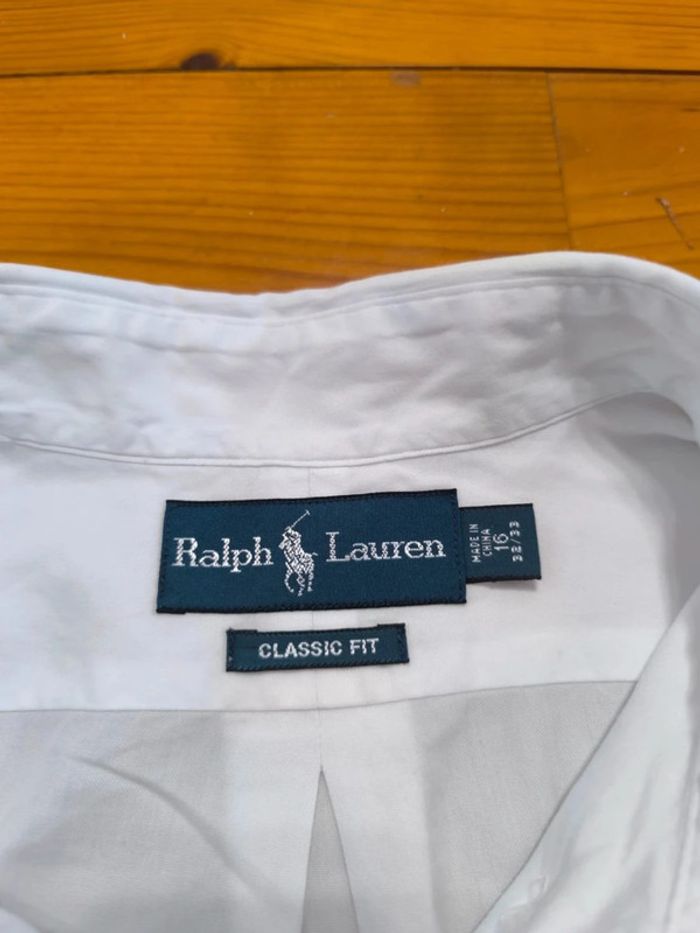 Ralph Lauren
MADE IN
CHINA
16
32/33
CLASSIC FIT